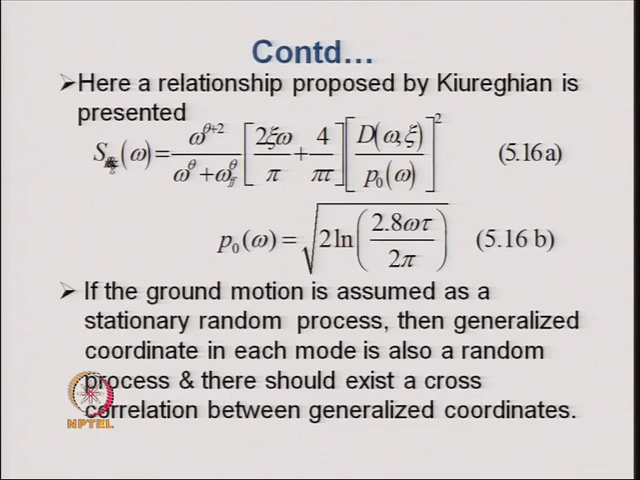 Contd…
➢Here a relationship proposed by Kiureghian is
presented
(ω) = ω^(θ+2) / (ω^θ + ω_ff^θ) [2ξω/π + 4/(πτ)] [D(ω,ξ)/p₀(ω)]² (5.16a)
p₀(ω) = √(2 ln(2.8ωτ/2π)) (5.16 b)
➢ If the ground motion is assumed as a
stationary random process, then generalized
coordinate in each mode is also a random
process & there should exist a cross
correlation between generalized coordinates.
NPTEL